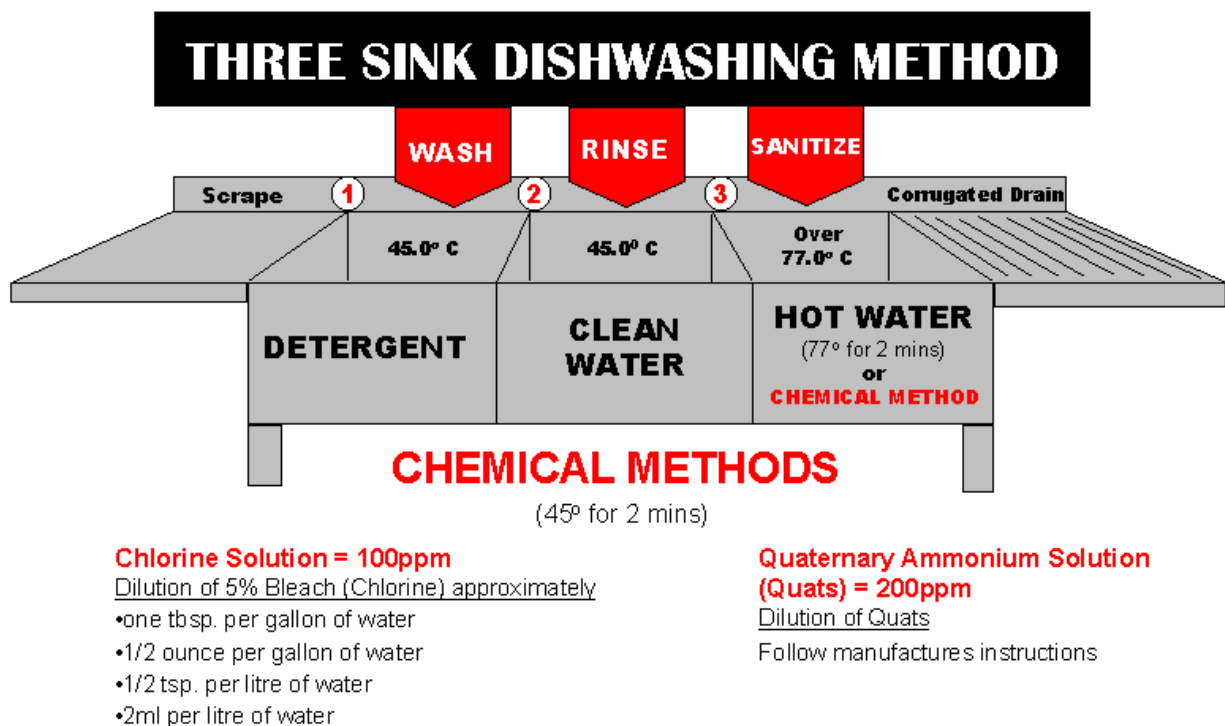 THREE SINK DISHWASHING METHOD
WASH
RINSE
SANITIZE
Scrape
1
2
3
Corrugated Drain
45.0º C
45.0⁰ C
Over
77.0º C
DETERGENT
CLEAN
WATER
HOT WATER
(77º for 2 mins)
or
CHEMICAL METHOD
CHEMICAL METHODS
(45º for 2 mins)
Chlorine Solution = 100ppm
Dilution of 5% Bleach (Chlorine) approximately
•one tbsp. per gallon of water
•1/2 ounce per gallon of water
•1/2 tsp. per litre of water
•2ml per litre of water
Quaternary Ammonium Solution
(Quats) = 200ppm
Dilution of Quats
Follow manufactures instructions